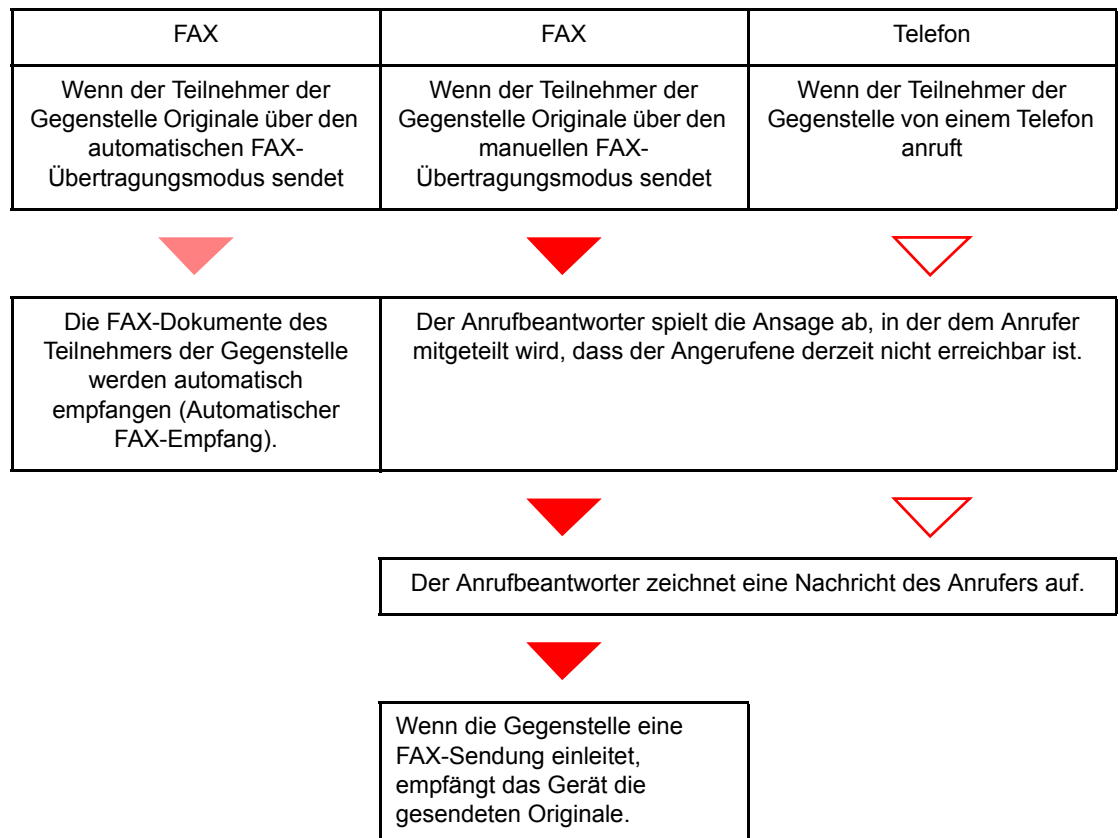 FAX
FAX
Telefon
Wenn der Teilnehmer der
Gegenstelle Originale über den
automatischen FAX-
Übertragungsmodus sendet
Wenn der Teilnehmer der
Gegenstelle Originale über den
manuellen FAX-
Übertragungsmodus sendet
Wenn der Teilnehmer der
Gegenstelle von einem Telefon
anruft
Die FAX-Dokumente des
Teilnehmers der Gegenstelle
werden automatisch
empfangen (Automatischer
FAX-Empfang).
Der Anrufbeantworter spielt die Ansage ab, in der dem Anrufer
mitgeteilt wird, dass der Angerufene derzeit nicht erreichbar ist.
Der Anrufbeantworter zeichnet eine Nachricht des Anrufers auf.
Wenn die Gegenstelle eine
FAX-Sendung einleitet,
empfängt das Gerät die
gesendeten Originale.